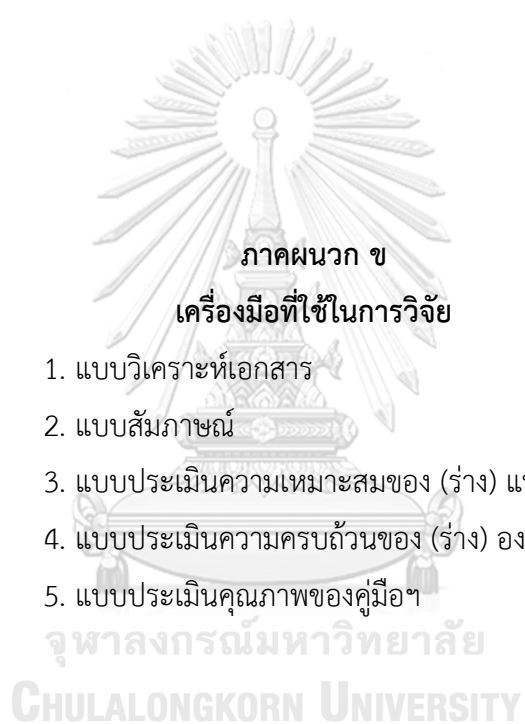 ภาคผนวก ข
เครื่องมือที่ใช้ในการวิจัย
1. แบบวิเคราะห์เอกสาร
2. แบบสัมภาษณ์
3. แบบประเมินความเหมาะสมของ (ร่าง)
4. แบบประเมินความครบถ้วนของ (ร่าง)
5. แบบประเมินคุณภาพของคู่มือฯ
จุฬาลงกรณ์มหาวิทยาลัย
CHULALONGKORN UNIVERSITY